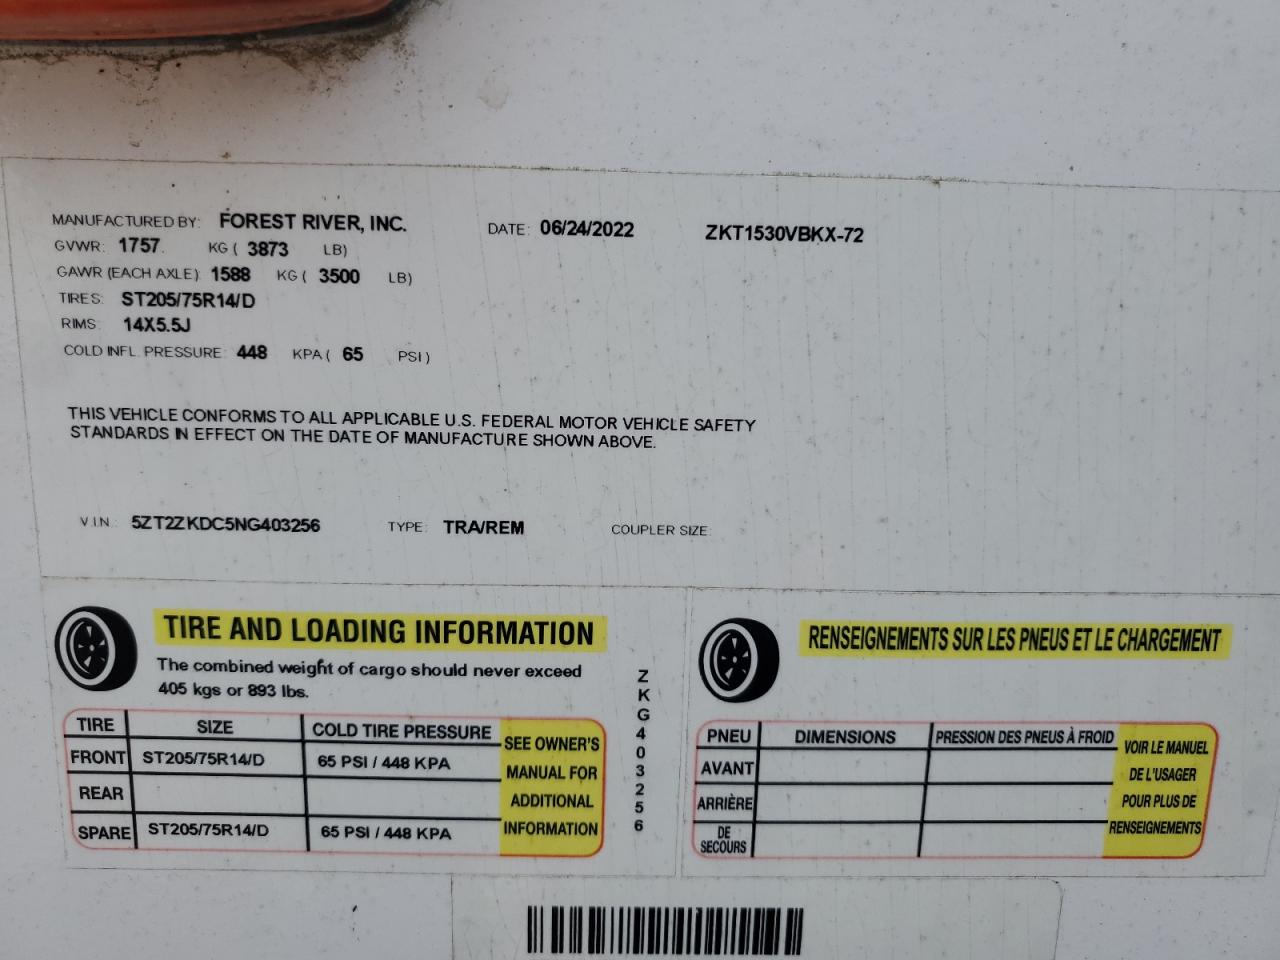 MANUFACTURED BY: FOREST RIVER, INC. DATE: 06/24/2022 ZKT1530VBKX-72
GVWR: 1757. KG ( 3873 LB)
GAWR (EACH AXLE): 1588 KG ( 3500 LB)
TIRES: ST205/75R14/D
RIMS: 14X5.5J
COLD INFL. PRESSURE: 448 KPA ( 65 PSI )
THIS VEHICLE CONFORMS TO ALL APPLICABLE U.S. FEDERAL MOTOR VEHICLE SAFETY
STANDARDS IN EFFECT ON THE DATE OF MANUFACTURE SHOWN ABOVE.
V.I.N.: 5ZT2ZKDC5NG403256 TYPE: TRA/REM COUPLER SIZE:
TIRE AND LOADING INFORMATION
The combined weight of cargo should never exceed
405 kgs or 893 lbs.
TIRE SIZE COLD TIRE PRESSURE
FRONT ST205/75R14/D 65 PSI / 448 KPA
REAR
SPARE ST205/75R14/D 65 PSI / 448 KPA
SEE OWNER'S
MANUAL FOR
ADDITIONAL
INFORMATION
ZKG403256
RENSEIGNEMENTS SUR LES PNEUS ET LE CHARGEMENT
PNEU DIMENSIONS PRESSION DES PNEUS À FROID
AVANT
ARRIÈRE
DE
SECOURS
VOIR LE MANUEL
DE L'USAGER
POUR PLUS DE
RENSEIGNEMENTS